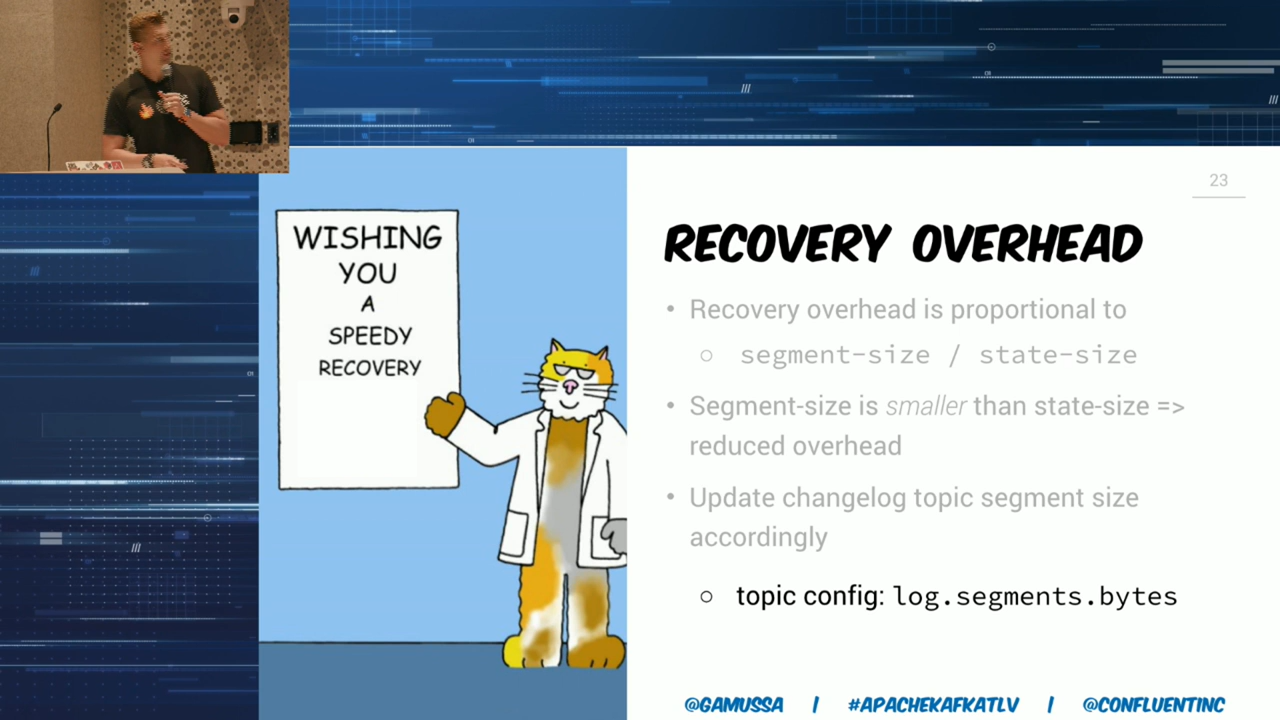 WISHING
YOU
A
SPEEDY
RECOVERY
23
RECOVERY OVERHEAD
• Recovery overhead is proportional to
○ segment-size / state-size
• Segment-size is smaller than state-size =>
reduced overhead
• Update changelog topic segment size
accordingly
○ topic config: log.segments.bytes
@GAMUSSA | #APACHEKAFKATLV | @CONFLUENTINC